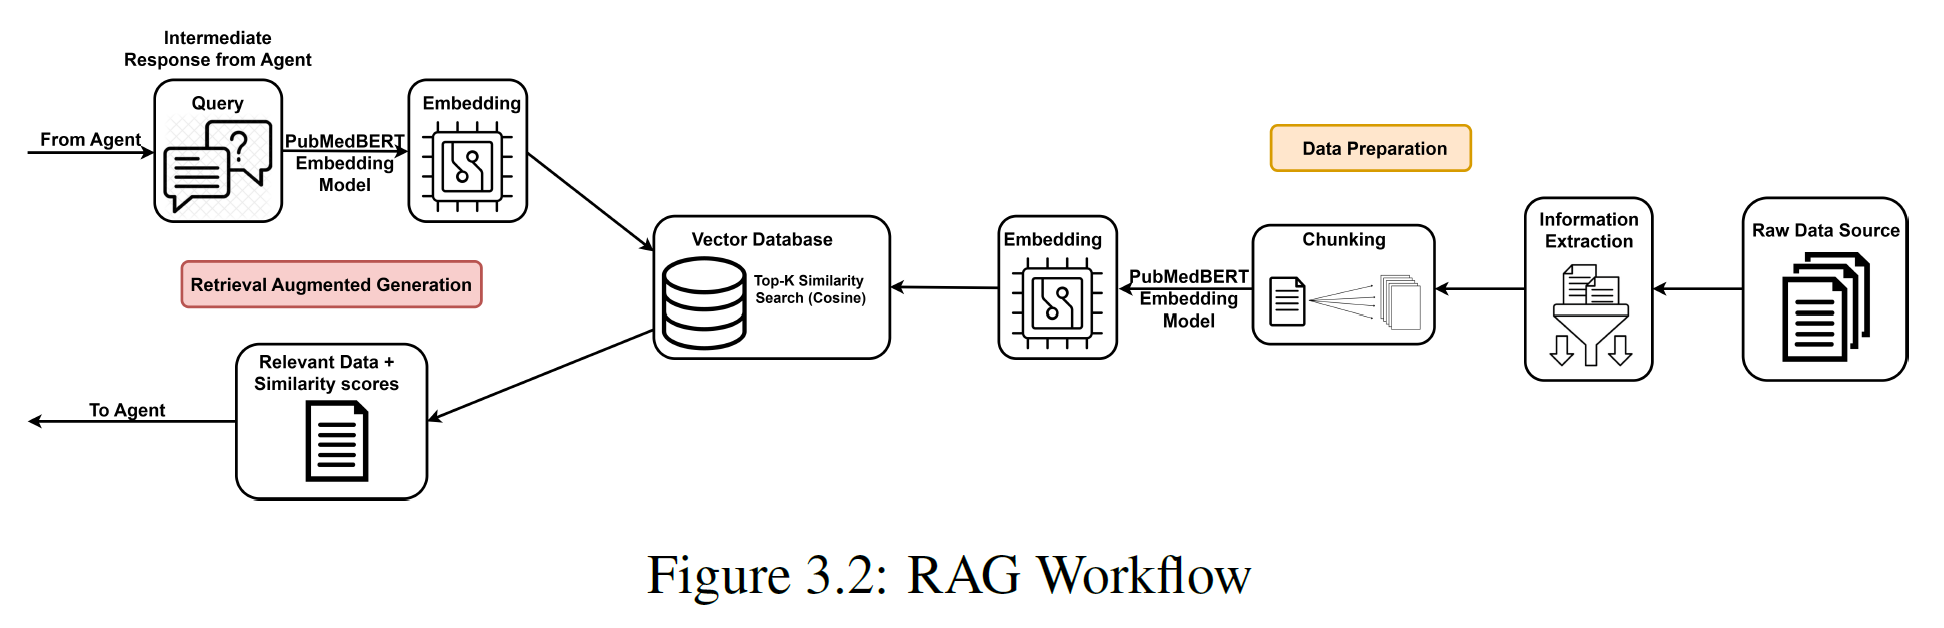 Intermediate
Response from Agent
Query
From Agent
PubMedBERT
Embedding
Model
Embedding
Retrieval Augmented Generation
Relevant Data +
Similarity scores
To Agent
Vector Database
Top-K Similarity
Search (Cosine)
Data Preparation
Embedding
PubMedBERT
Embedding
Model
Chunking
Information
Extraction
Raw Data Source
Figure 3.2: RAG Workflow